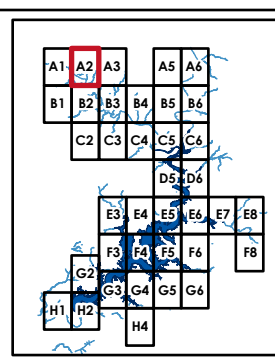 A1 A2 A3 A5 A6
B1 B2 B3 B4 B5 B6
C2 C3 C4 C5 C6
D5 D6
E3 E4 E5 E6 E7 E8
F3 F4 F5 F6 F8
G2
G3 G4 G5 G6
H1 H2
H4